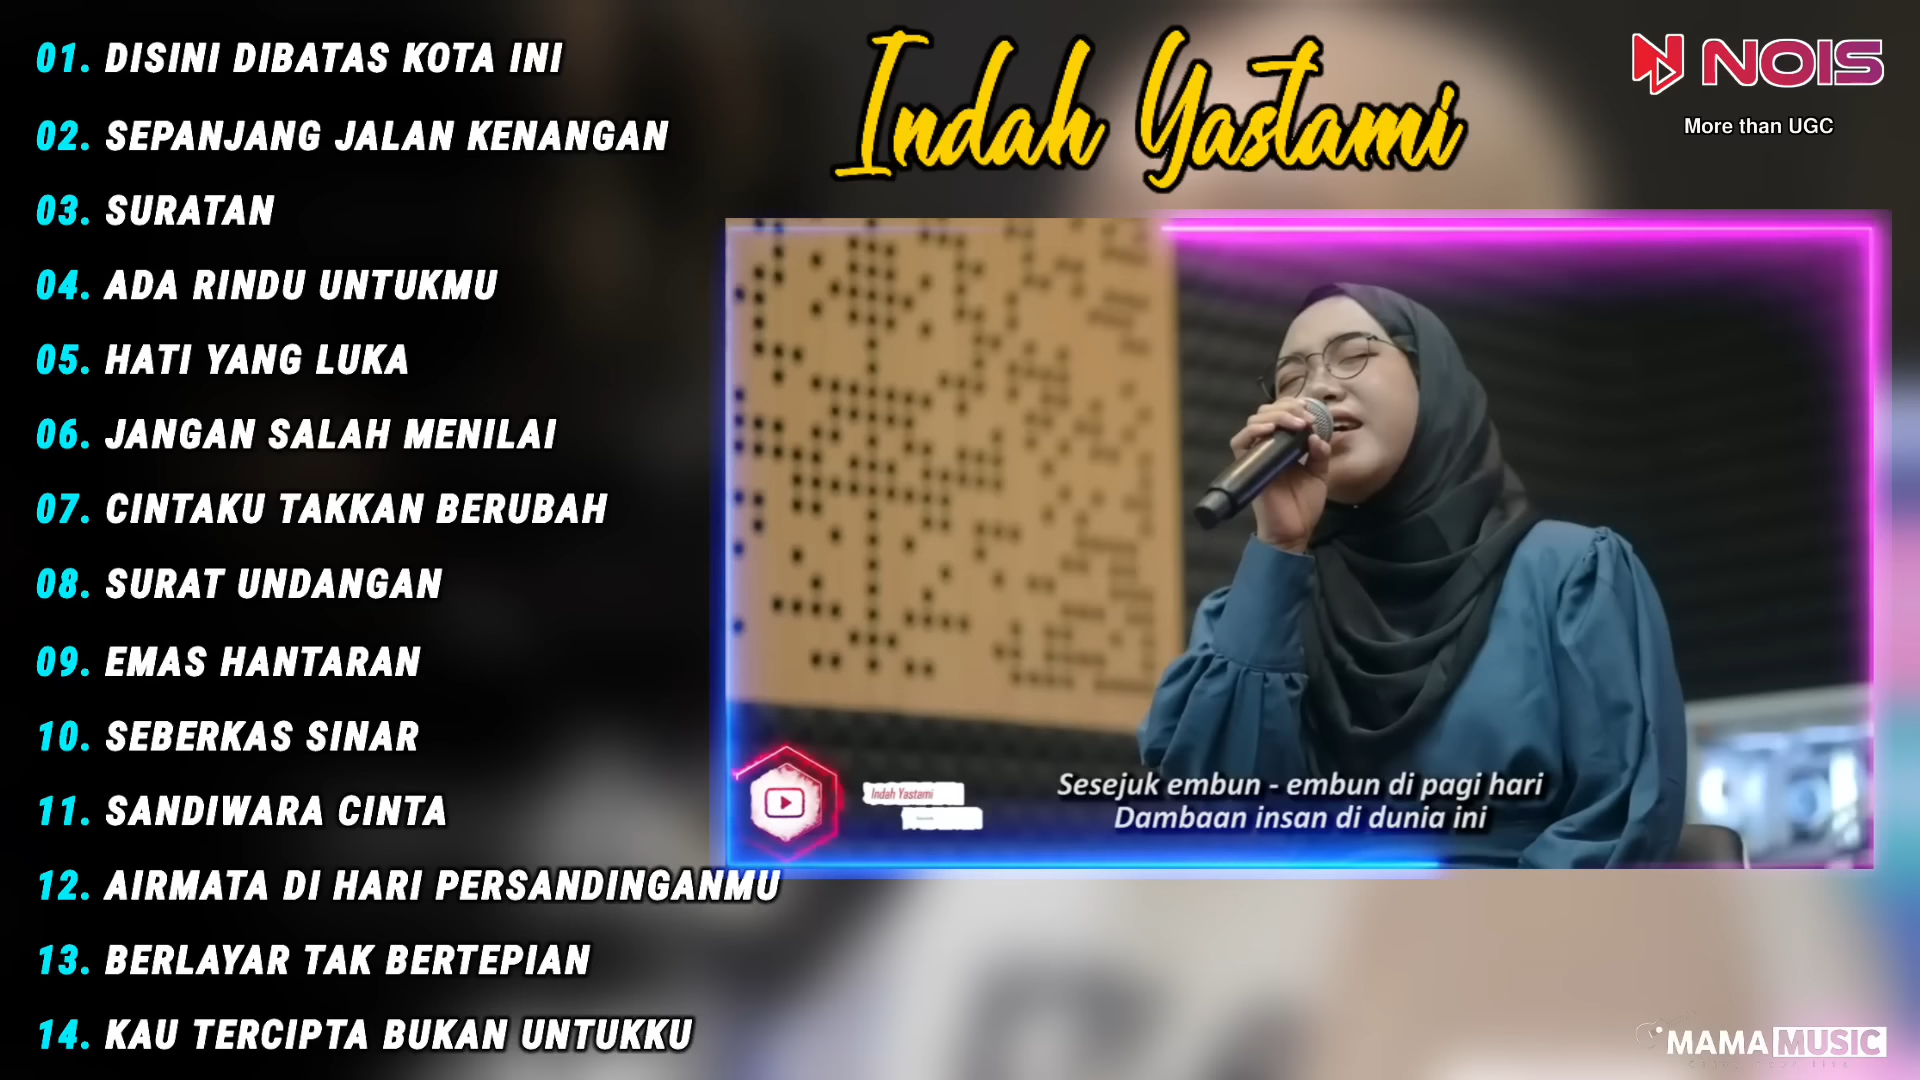 01. DISINI DIBATAS KOTA INI
02. SEPANJANG JALAN KENANGAN
03. SURATAN
04. ADA RINDU UNTUKMU
05. HATI YANG LUKA
06. JANGAN SALAH MENILAI
07. CINTAKU TAKKAN BERUBAH
08. SURAT UNDANGAN
09. EMAS HANTARAN
10. SEBERKAS SINAR
11. SANDIWARA CINTA
12. AIRMATA DI HARI PERSANDINGANMU
13. BERLAYAR TAK BERTEPIAN
14. KAU TERCIPTA BUKAN UNTUKKU
Indah Yastami
NOIS
More than UGC
Indah Yastami
Sesejuk embun - embun di pagi hari
Dambaan insan di dunia ini
MAMA MUSIC